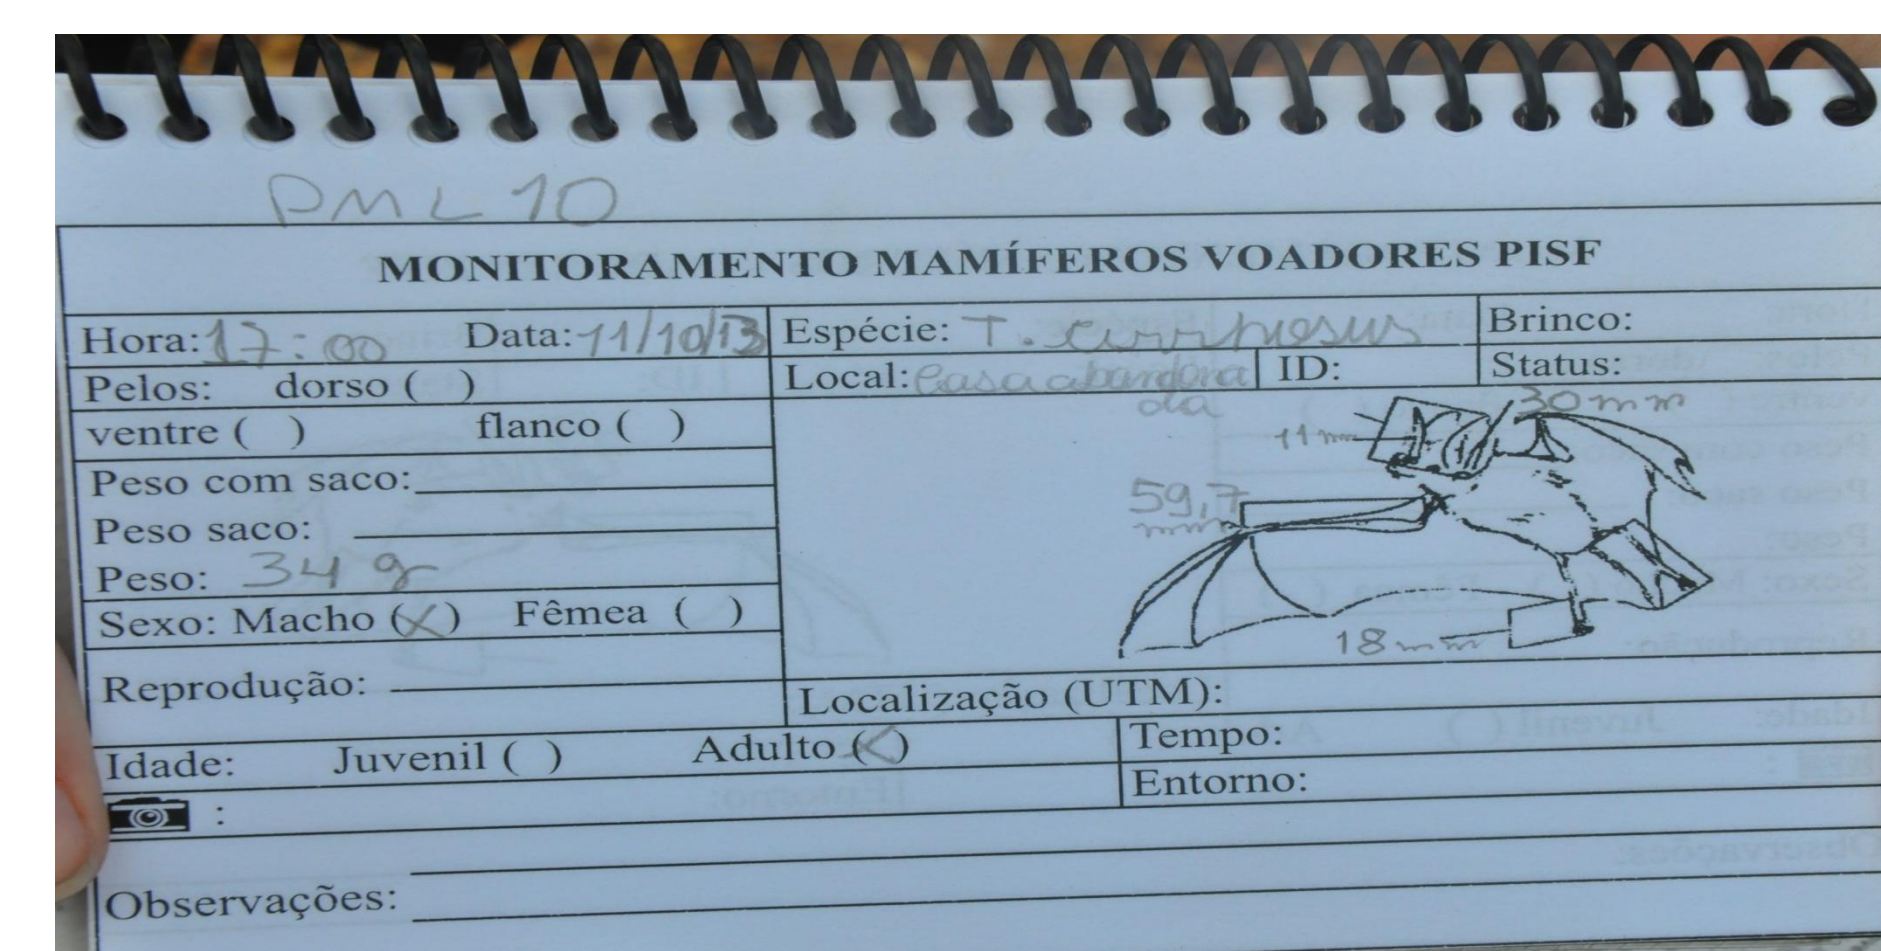 PML 10
MONITORAMENTO MAMÍFEROS VOADORES PISF
Hora: 17:00 Data: 11/10/13 Espécie: T. cirrhosus Brinco:
Pelos: dorso ( ) Local: Casa abandona ID: Status:
da
ventre ( ) flanco ( )
30 mm
11 mm
Peso com saco:
59,7
mm
Peso saco:
Peso: 34 g
Sexo: Macho (X) Fêmea ( )
18 mm
Reprodução:
Localização (UTM):
Idade: Juvenil ( ) Adulto (X) Tempo:
Entorno:
:
Observações: